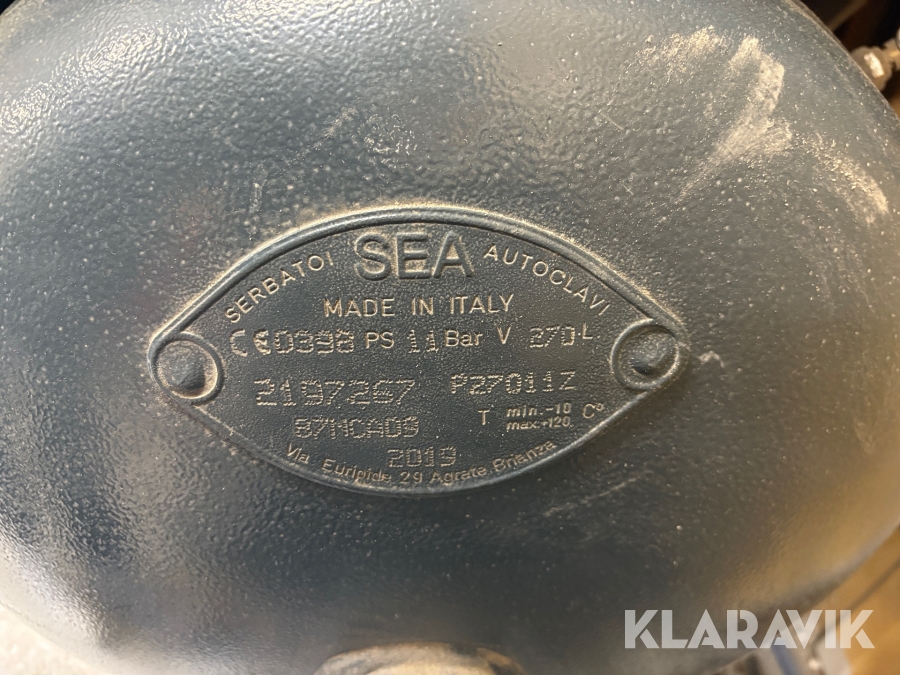 SERBATOI SEA AUTOCLAVI
MADE IN ITALY
CE0398 PS 11 Bar V 270 L
2197267 P27011Z
87MCA09 T min. -10 C°
max. +120
2019
Via Euripide, 29 Agrate Brianza
KLARAVIK